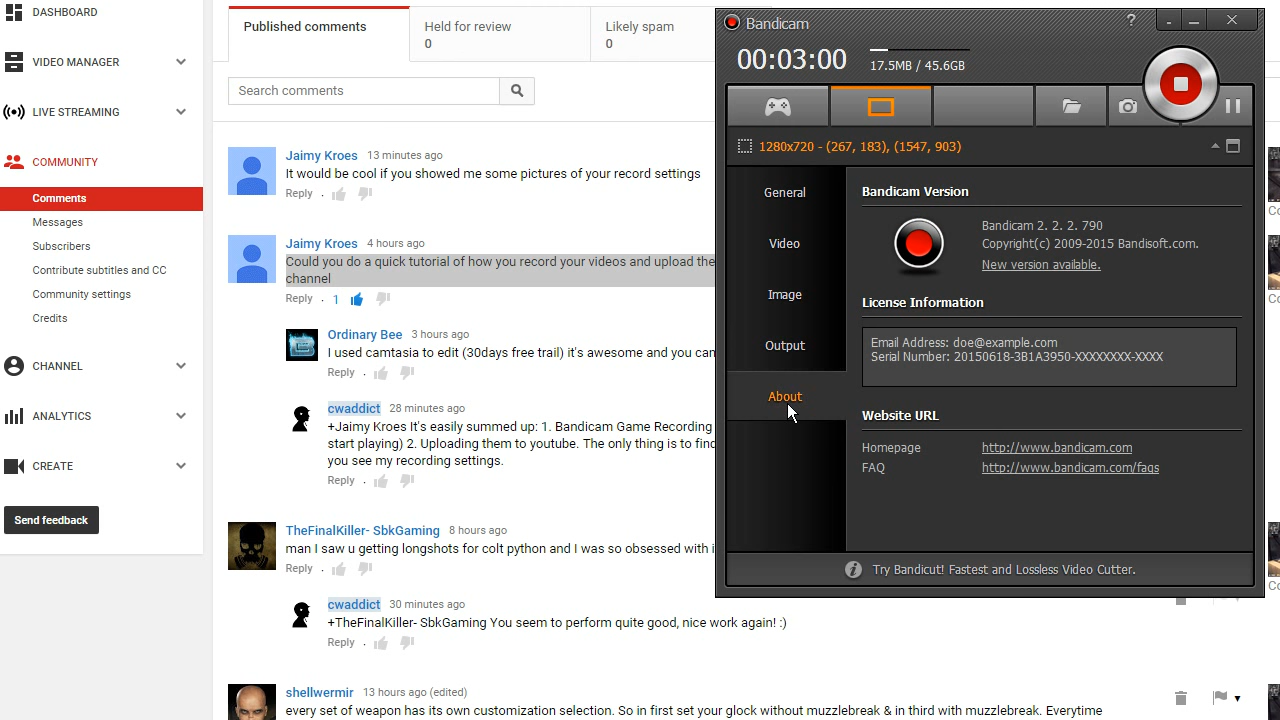 DASHBOARD
VIDEO MANAGER
LIVE STREAMING
COMMUNITY
Comments
Messages
Subscribers
Contribute subtitles and CC
Community settings
Credits
CHANNEL
ANALYTICS
CREATE
Send feedback
Published comments
Held for review
0
Likely spam
0
Search comments
Jaimy Kroes 13 minutes ago
It would be cool if you showed me some pictures of your record settings
Reply
Jaimy Kroes 4 hours ago
Could you do a quick tutorial of how you record your videos and upload the
channel
Reply . 1
Ordinary Bee 3 hours ago
I used camtasia to edit (30days free trail) it's awesome and you can
Reply .
cwaddict 28 minutes ago
+Jaimy Kroes It's easily summed up: 1. Bandicam Game Recording
start playing) 2. Uploading them to youtube. The only thing is to find
you see my recording settings.
Reply .
TheFinalKiller- SbkGaming 8 hours ago
man I saw u getting longshots for colt python and I was so obsessed with i
Reply .
cwaddict 30 minutes ago
+TheFinalKiller- SbkGaming You seem to perform quite good, nice work again! :)
Reply .
shellwermir 13 hours ago (edited)
every set of weapon has its own customization selection. So in first set your glock without muzzlebreak & in third with muzzlebreak. Everytime
Bandicam
?
00:03:00
17.5MB / 45.6GB
1280x720 - (267, 183), (1547, 903)
General
Video
Image
Output
About
Bandicam Version
Bandicam 2. 2. 2. 790
Copyright(c) 2009-2015 Bandisoft.com.
New version available.
License Information
Email Address: doe@example.com
Serial Number: 20150618-3B1A3950-XXXXXXXX-XXXX
Website URL
Homepage http://www.bandicam.com
FAQ http://www.bandicam.com/faqs
Try Bandicut! Fastest and Lossless Video Cutter.